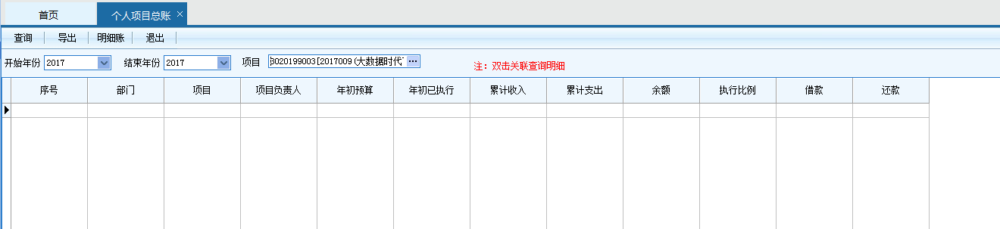 首页 个人项目总账
查询 导出 明细账 退出
开始年份 2017 结束年份 2017 项目 3020199003[2017009(大数据时代
注：双击关联查询明细
序号 部门 项目 项目负责人 年初预算 年初已执行 累计收入 累计支出 余额 执行比例 借款 还款